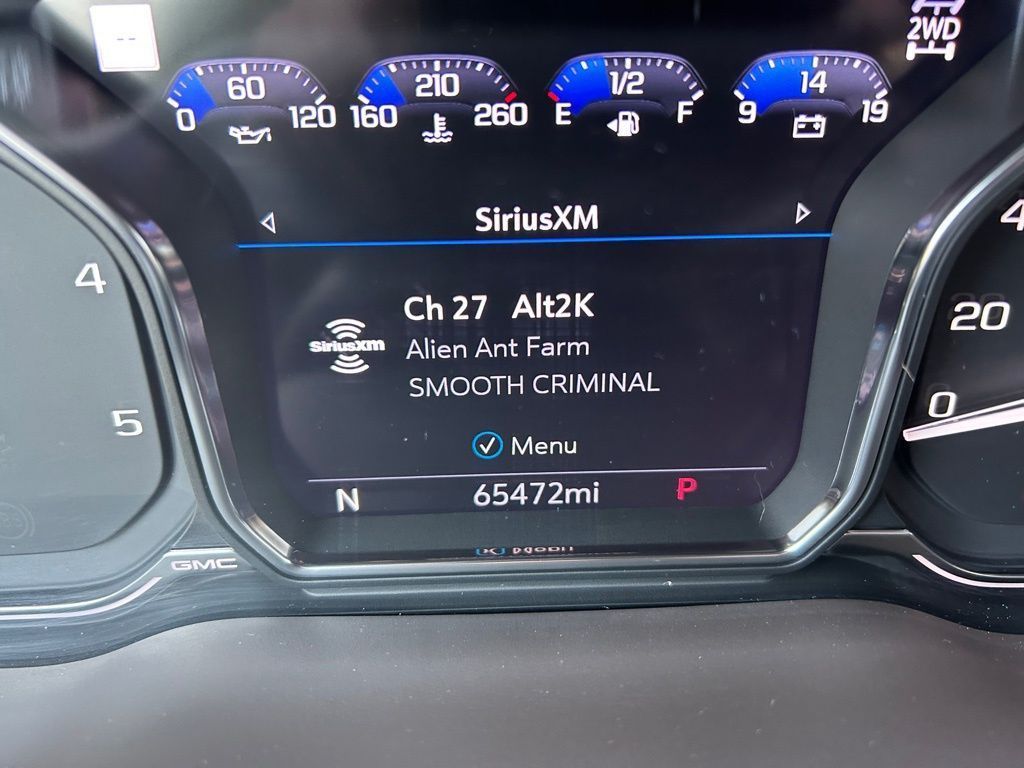 --
2WD
60
0 120
210
160 260
1/2
E F
14
9 19
SiriusXM
4
4
Ch 27 Alt2K
20
SiriusXm
Alien Ant Farm
SMOOTH CRIMINAL
0
5
Menu
N 65472mi P
GMC